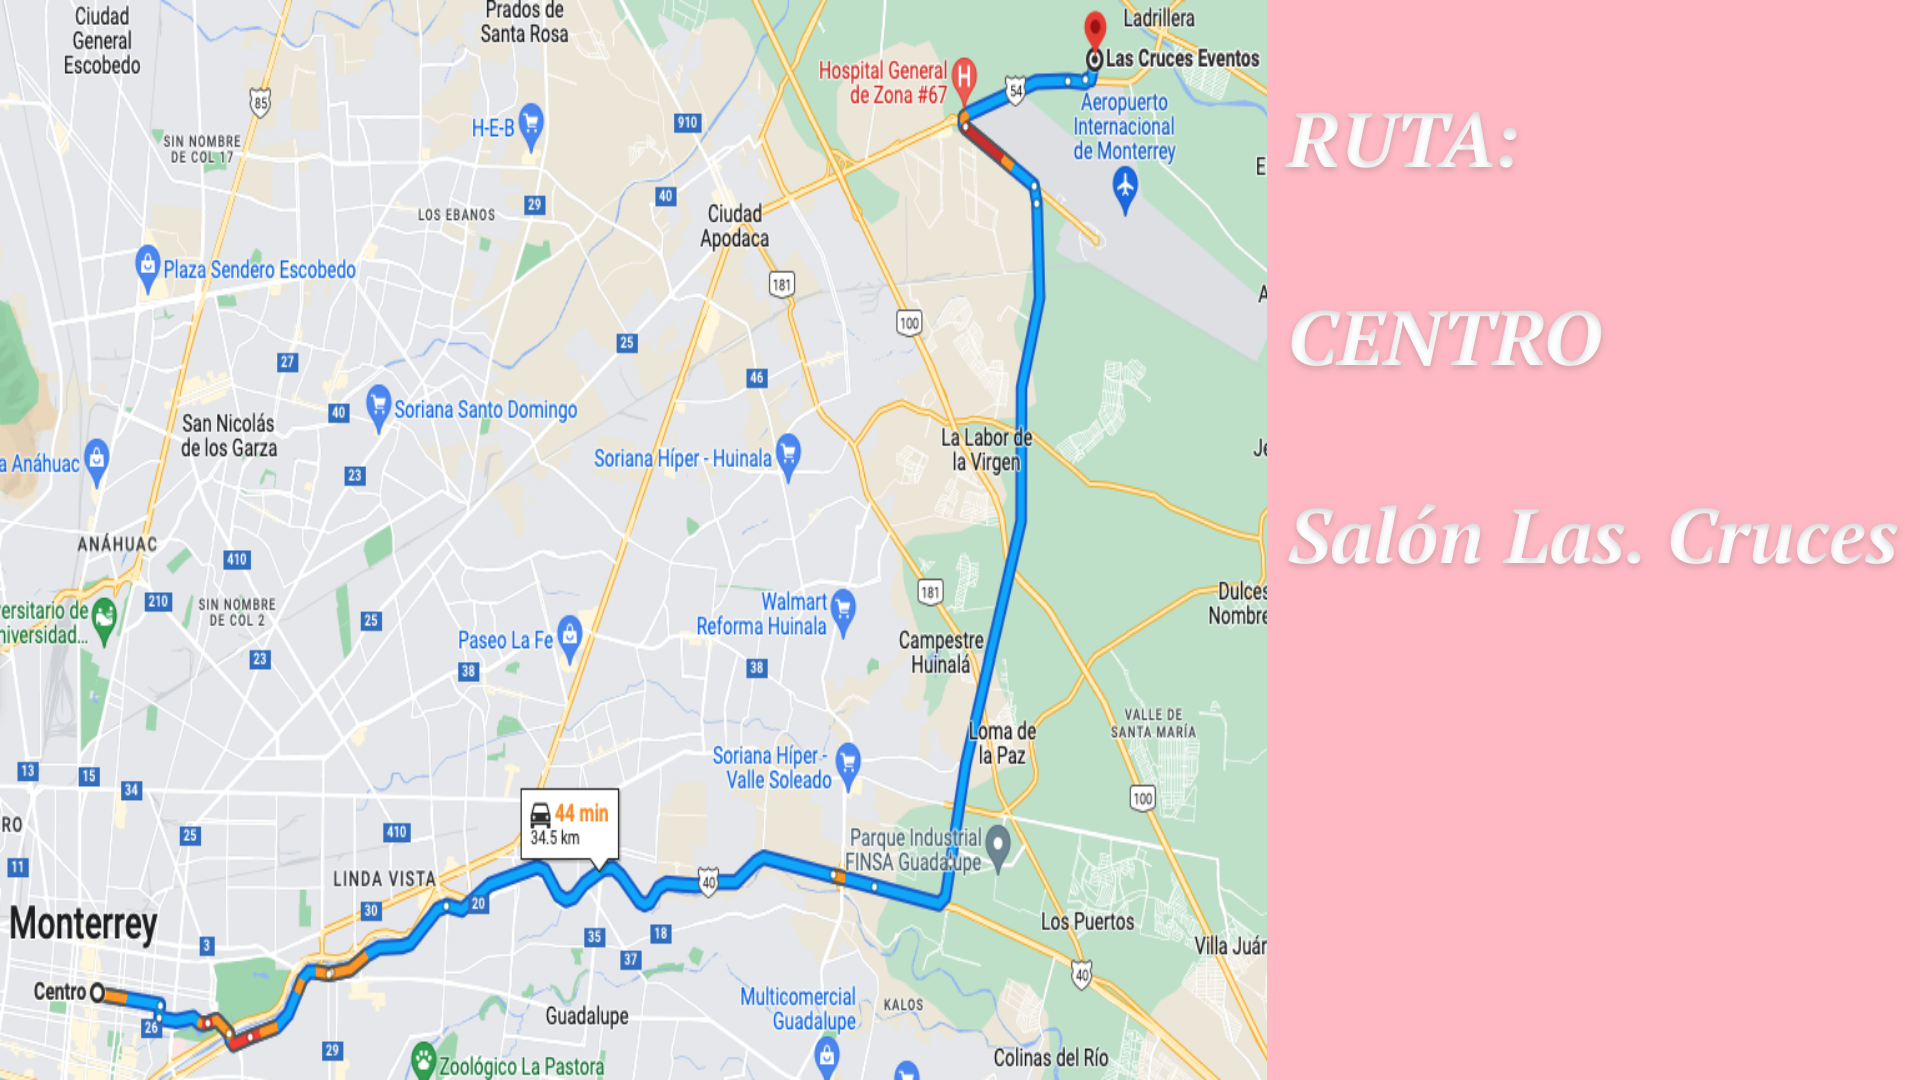 Ciudad
General
Escobedo
Prados de
Santa Rosa
Ladrillera
Las Cruces Eventos
Hospital General
de Zona #67
54
85
H-E-B
910
Aeropuerto
Internacional
de Monterrey
SIN NOMBRE
DE COL 17
29
40
LOS EBANOS
Ciudad
Apodaca
Plaza Sendero Escobedo
181
100
25
27
46
40
Soriana Santo Domingo
San Nicolás
de los Garza
La Labor de
la Virgen
a Anáhuac
Soriana Híper - Huinala
23
ANÁHUAC
410
210
SIN NOMBRE
DE COL 2
ersitario de
niversidad...
25
181
Walmart
Reforma Huinala
Dulces
Nombre
Paseo La Fe
Campestre
Huinalá
23
38
38
VALLE DE
SANTA MARÍA
Loma de
la Paz
13
15
34
Soriana Híper -
Valle Soleado
100
44 min
34.5 km
RO
25
410
Parque Industrial
FINSA Guadalupe
11
LINDA VISTA
40
30
20
Monterrey
3
35
18
37
Los Puertos
Villa Juár
40
Centro
26
Guadalupe
Multicomercial
Guadalupe
KALOS
29
Zoológico La Pastora
Colinas del Río
E
A
Je
RUTA:
CENTRO
Salón Las. Cruces